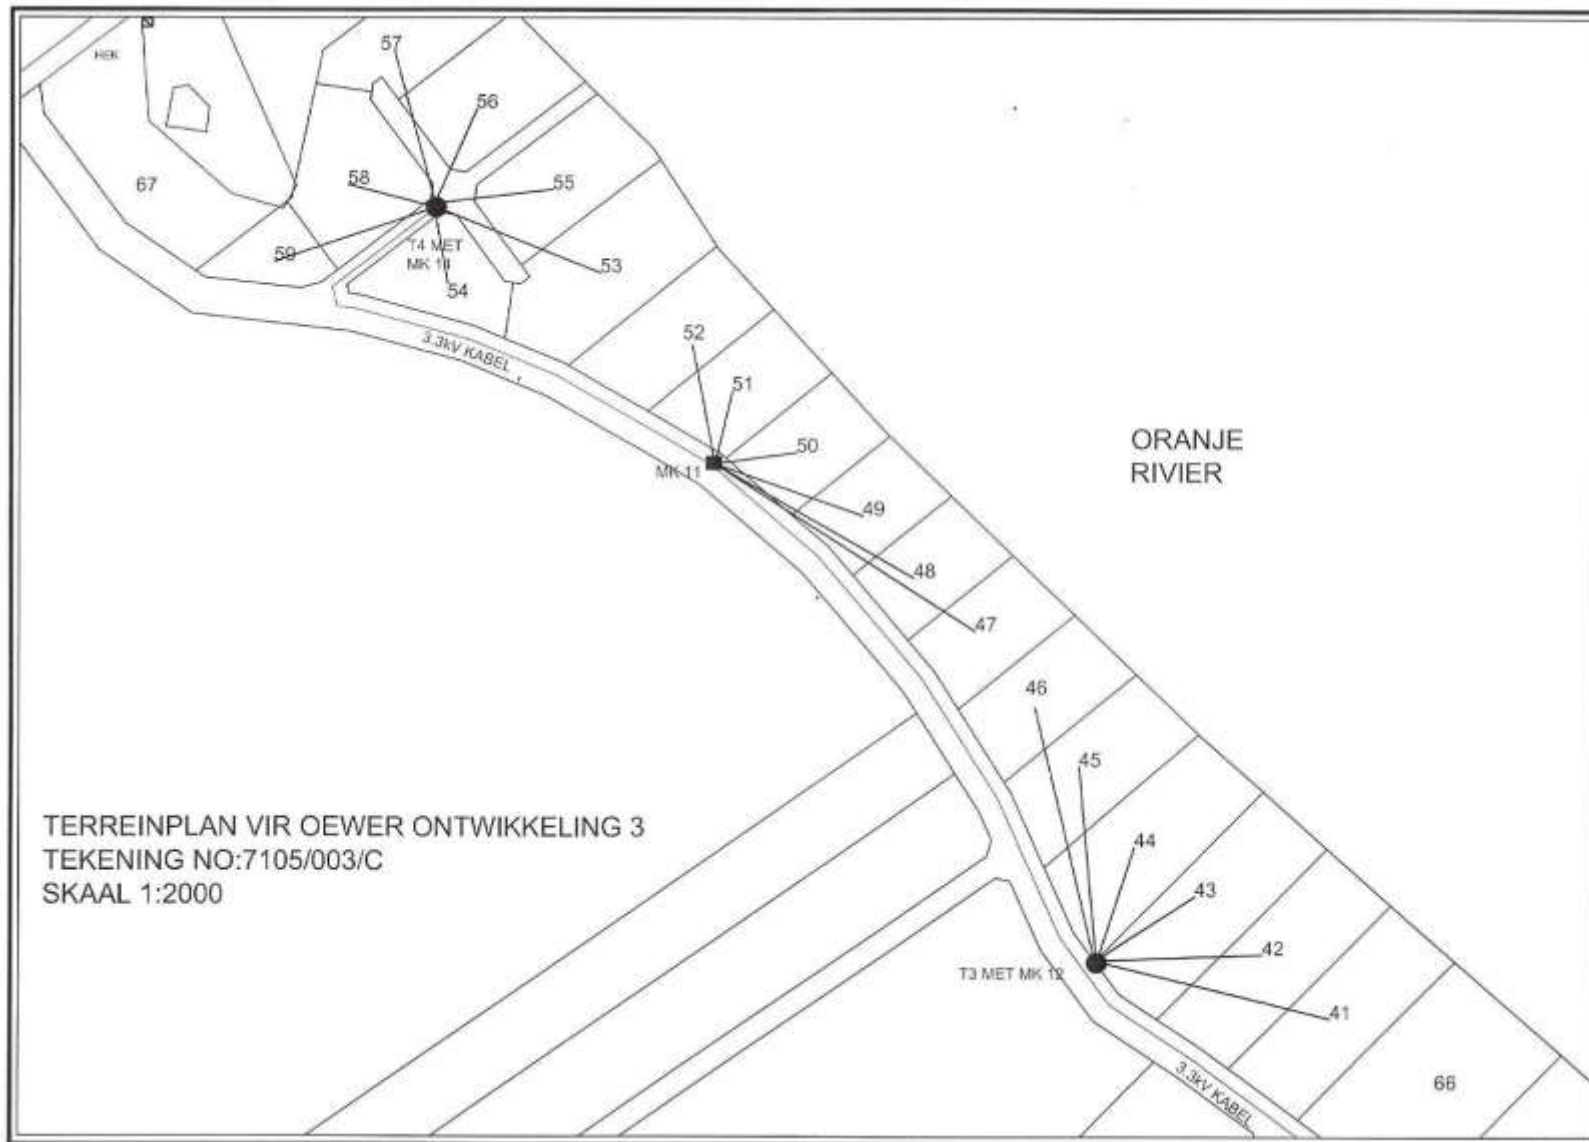 HEK
57
56
58
55
67
59
T4 MET
MK 11
53
54
52
3.3kV KABEL
51
50
MK 11
49
48
47
ORANJE
RIVIER
46
45
44
43
42
T3 MET MK 12
41
3.3kV KABEL
66
TERREINPLAN VIR OEWER ONTWIKKELING 3
TEKENING NO:7105/003/C
SKAAL 1:2000